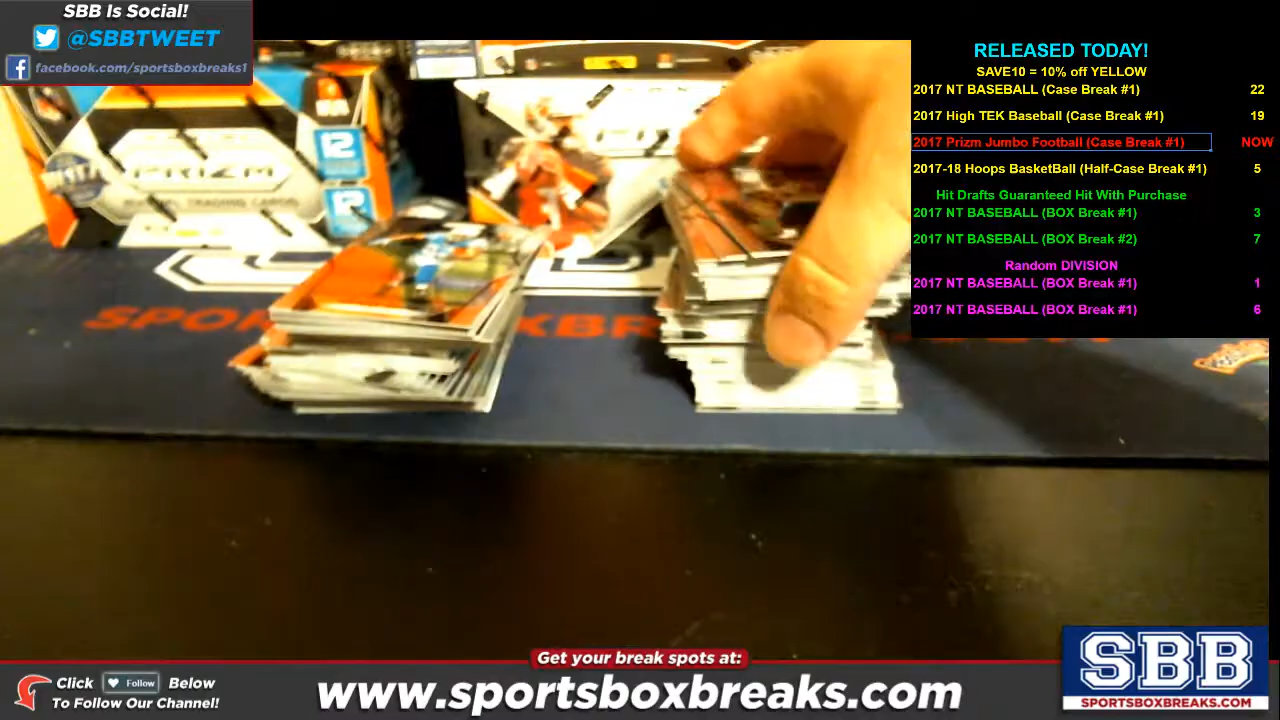 SBB Is Social!
@SBBTWEET
facebook.com/sportsboxbreaks1
RELEASED TODAY!
SAVE10 = 10% off YELLOW
2017 NT BASEBALL (Case Break #1) 22
2017 High TEK Baseball (Case Break #1) 19
2017 Prizm Jumbo Football (Case Break #1) NOW
2017-18 Hoops BasketBall (Half-Case Break #1) 5
Hit Drafts Guaranteed Hit With Purchase
2017 NT BASEBALL (BOX Break #1) 3
2017 NT BASEBALL (BOX Break #2) 7
Random DIVISION
2017 NT BASEBALL (BOX Break #1) 1
2017 NT BASEBALL (BOX Break #1) 6
PRIZM
12
Get your break spots at:
Click Follow Below
To Follow Our Channel!
www.sportsboxbreaks.com
SBB
SPORTSBOXBREAKS.COM